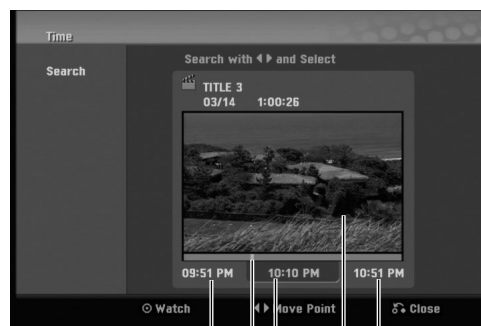 Time
Search
Search with ◀ ▶ and Select
TITLE 3
03/14 1:00:26
09:51 PM 10:10 PM 10:51 PM
⊙ Watch ◀ ▶ Move Point Close